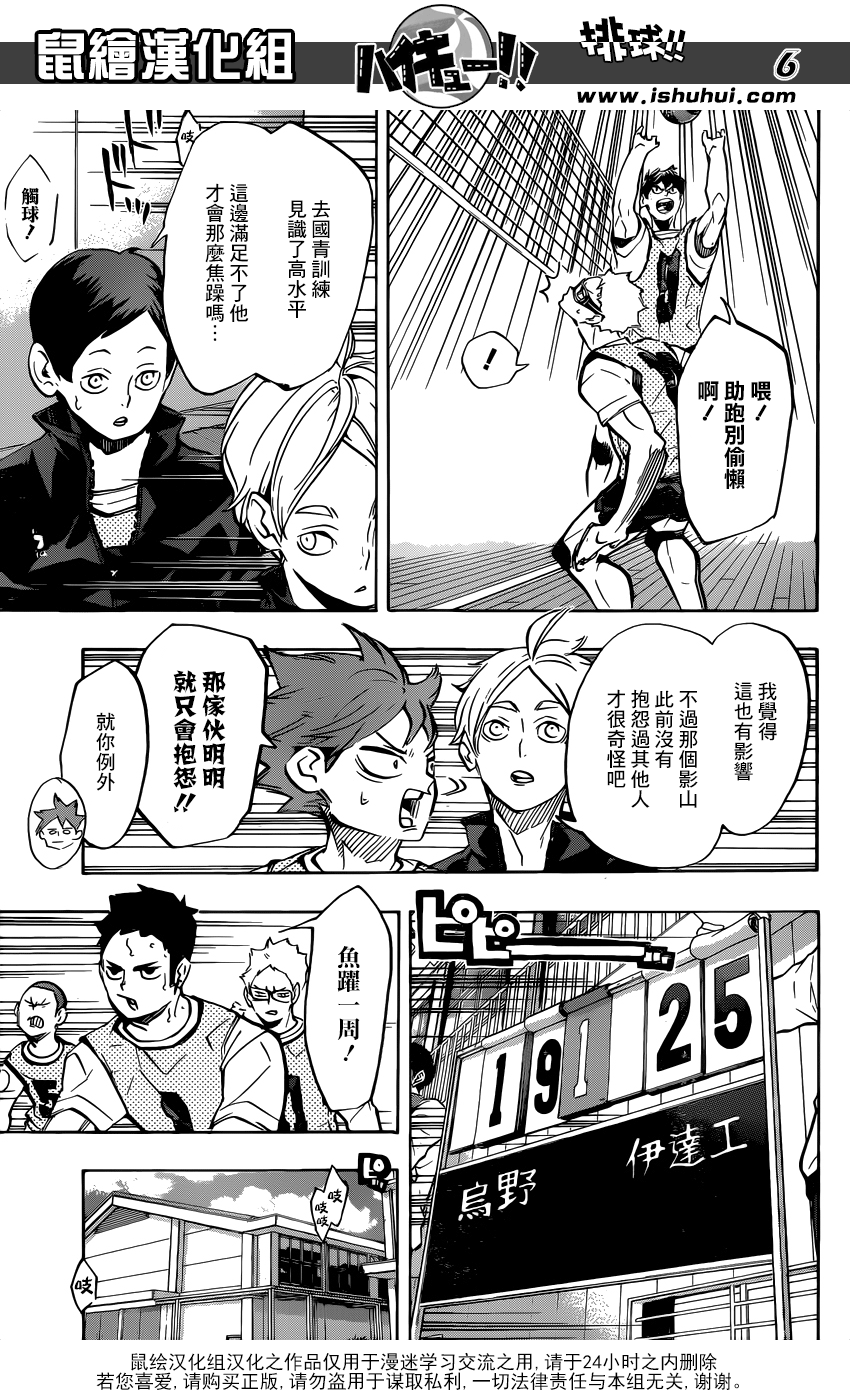 鼠繪漢化組
ハイキュー!!
排球!!
6
www.ishuhui.com
喂！
助跑別偷懶
啊！
！
去國青訓練
見識了高水平
這邊滿足不了他
才會那麼焦躁嗎…
吱
ドドッ
觸球！
我覺得
這也有影響
不過那個影山
此前沒有
抱怨過其他人
才很奇怪吧
那傢伙明明
就只會抱怨!!
就你例外
ピピーーー
19
1
25
烏野
伊達工
魚躍一周！
ピッ
吱
吱吱
吱
鼠绘汉化组汉化之作品仅用于漫迷学习交流之用,请于24小时之内删除
若您喜爱,请购买正版,请勿盗用于谋取私利,一切法律责任与本组无关,谢谢。